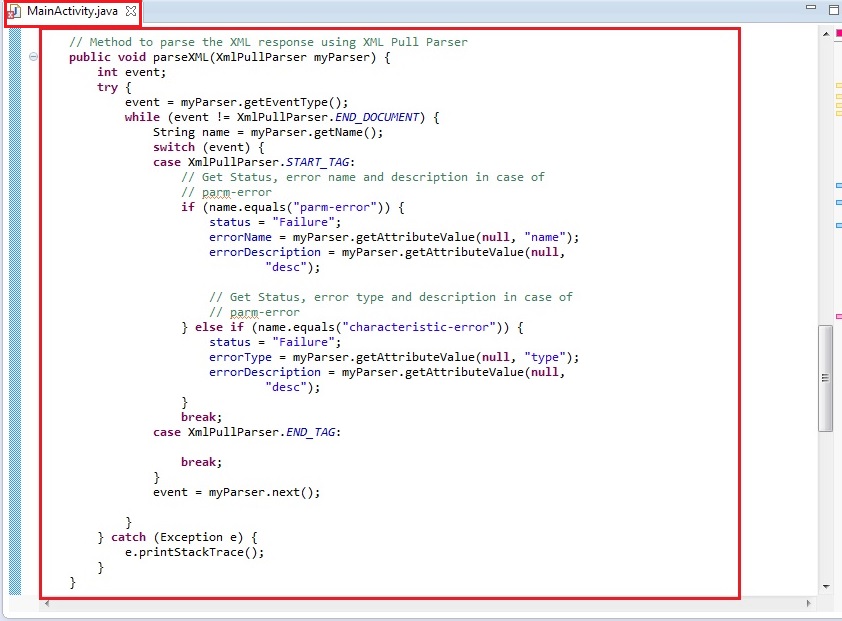 MainActivity.java
// Method to parse the XML response using XML Pull Parser
public void parseXML(XmlPullParser myParser) {
int event;
try {
event = myParser.getEventType();
while (event != XmlPullParser.END_DOCUMENT) {
String name = myParser.getName();
switch (event) {
case XmlPullParser.START_TAG:
// Get Status, error name and description in case of
// parm-error
if (name.equals("parm-error")) {
status = "Failure";
errorName = myParser.getAttributeValue(null, "name");
errorDescription = myParser.getAttributeValue(null,
"desc");
// Get Status, error type and description in case of
// parm-error
} else if (name.equals("characteristic-error")) {
status = "Failure";
errorType = myParser.getAttributeValue(null, "type");
errorDescription = myParser.getAttributeValue(null,
"desc");
}
break;
case XmlPullParser.END_TAG:
break;
}
event = myParser.next();
}
} catch (Exception e) {
e.printStackTrace();
}
}